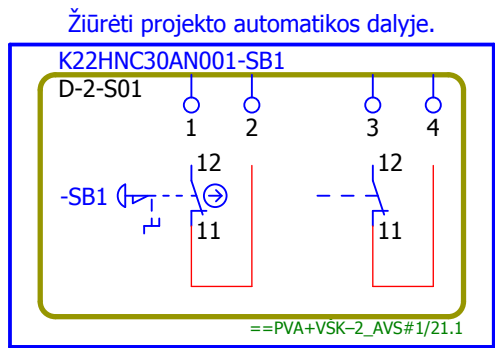 Žiūrėti projekto automatikos dalyje.
K22HNC30AN001-SB1
D-2-S01
1 2 3 4
12 12
-SB1
11 11
==PVA+VŠK–2_AVS#1/21.1